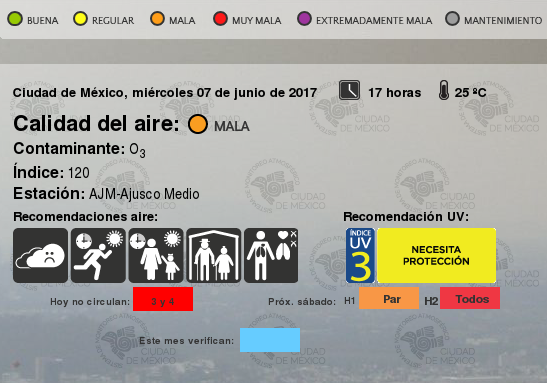 BUENA REGULAR MALA MUY MALA EXTREMADAMENTE MALA MANTENIMIENTO
Ciudad de México, miércoles 07 de junio de 2017 17 horas 25 ºC
Calidad del aire: MALA
Contaminante: O3
Índice: 120
Estación: AJM-Ajusco Medio
Recomendaciones aire: Recomendación UV:
ÍNDICE
UV
3
NECESITA
PROTECCIÓN
Hoy no circulan: 3 y 4 Próx. sábado: H1 Par H2 Todos
Este mes verifican:
CIUDAD
DE MÉXICO